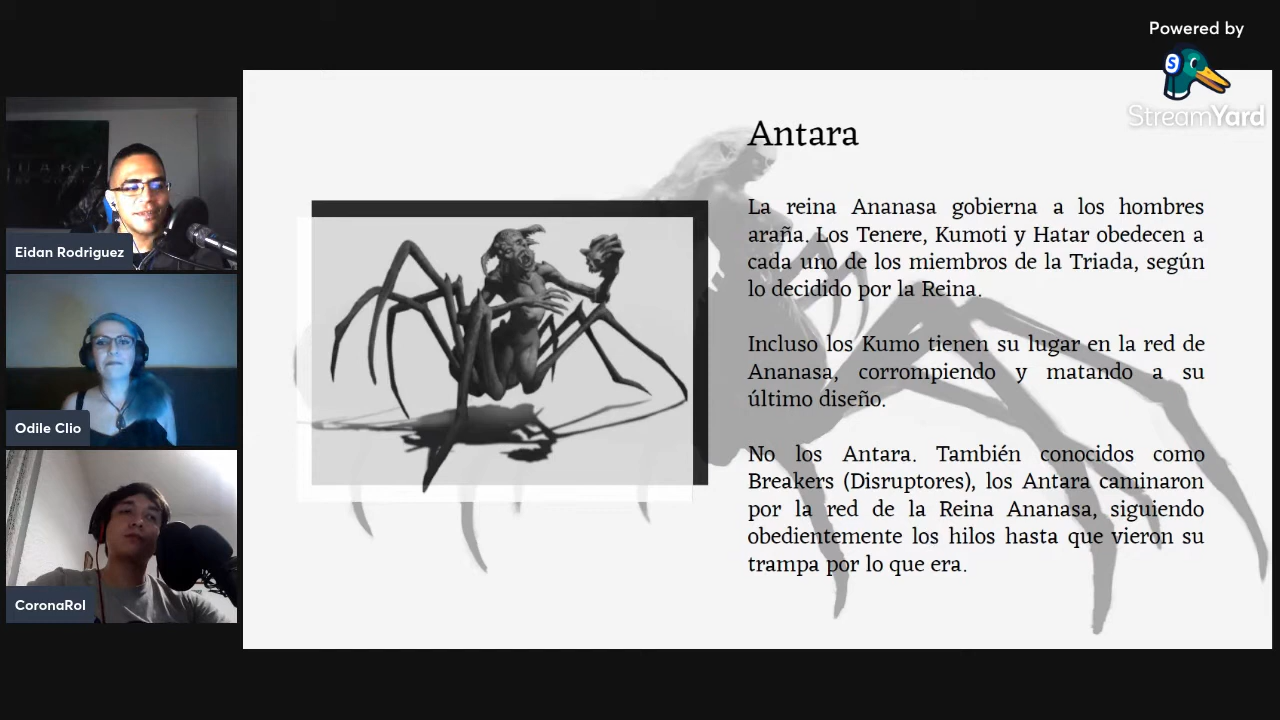 Powered by
StreamYard
Eidan Rodriguez
Odile Clio
CoronaRol
Antara
La reina Ananasa gobierna a los hombres
araña. Los Tenere, Kumoti y Hatar obedecen a
cada uno de los miembros de la Triada, según
lo decidido por la Reina.
Incluso los Kumo tienen su lugar en la red de
Ananasa, corrompiendo y matando a su
último diseño.
No los Antara. También conocidos como
Breakers (Disruptores), los Antara caminaron
por la red de la Reina Ananasa, siguiendo
obedientemente los hilos hasta que vieron su
trampa por lo que era.